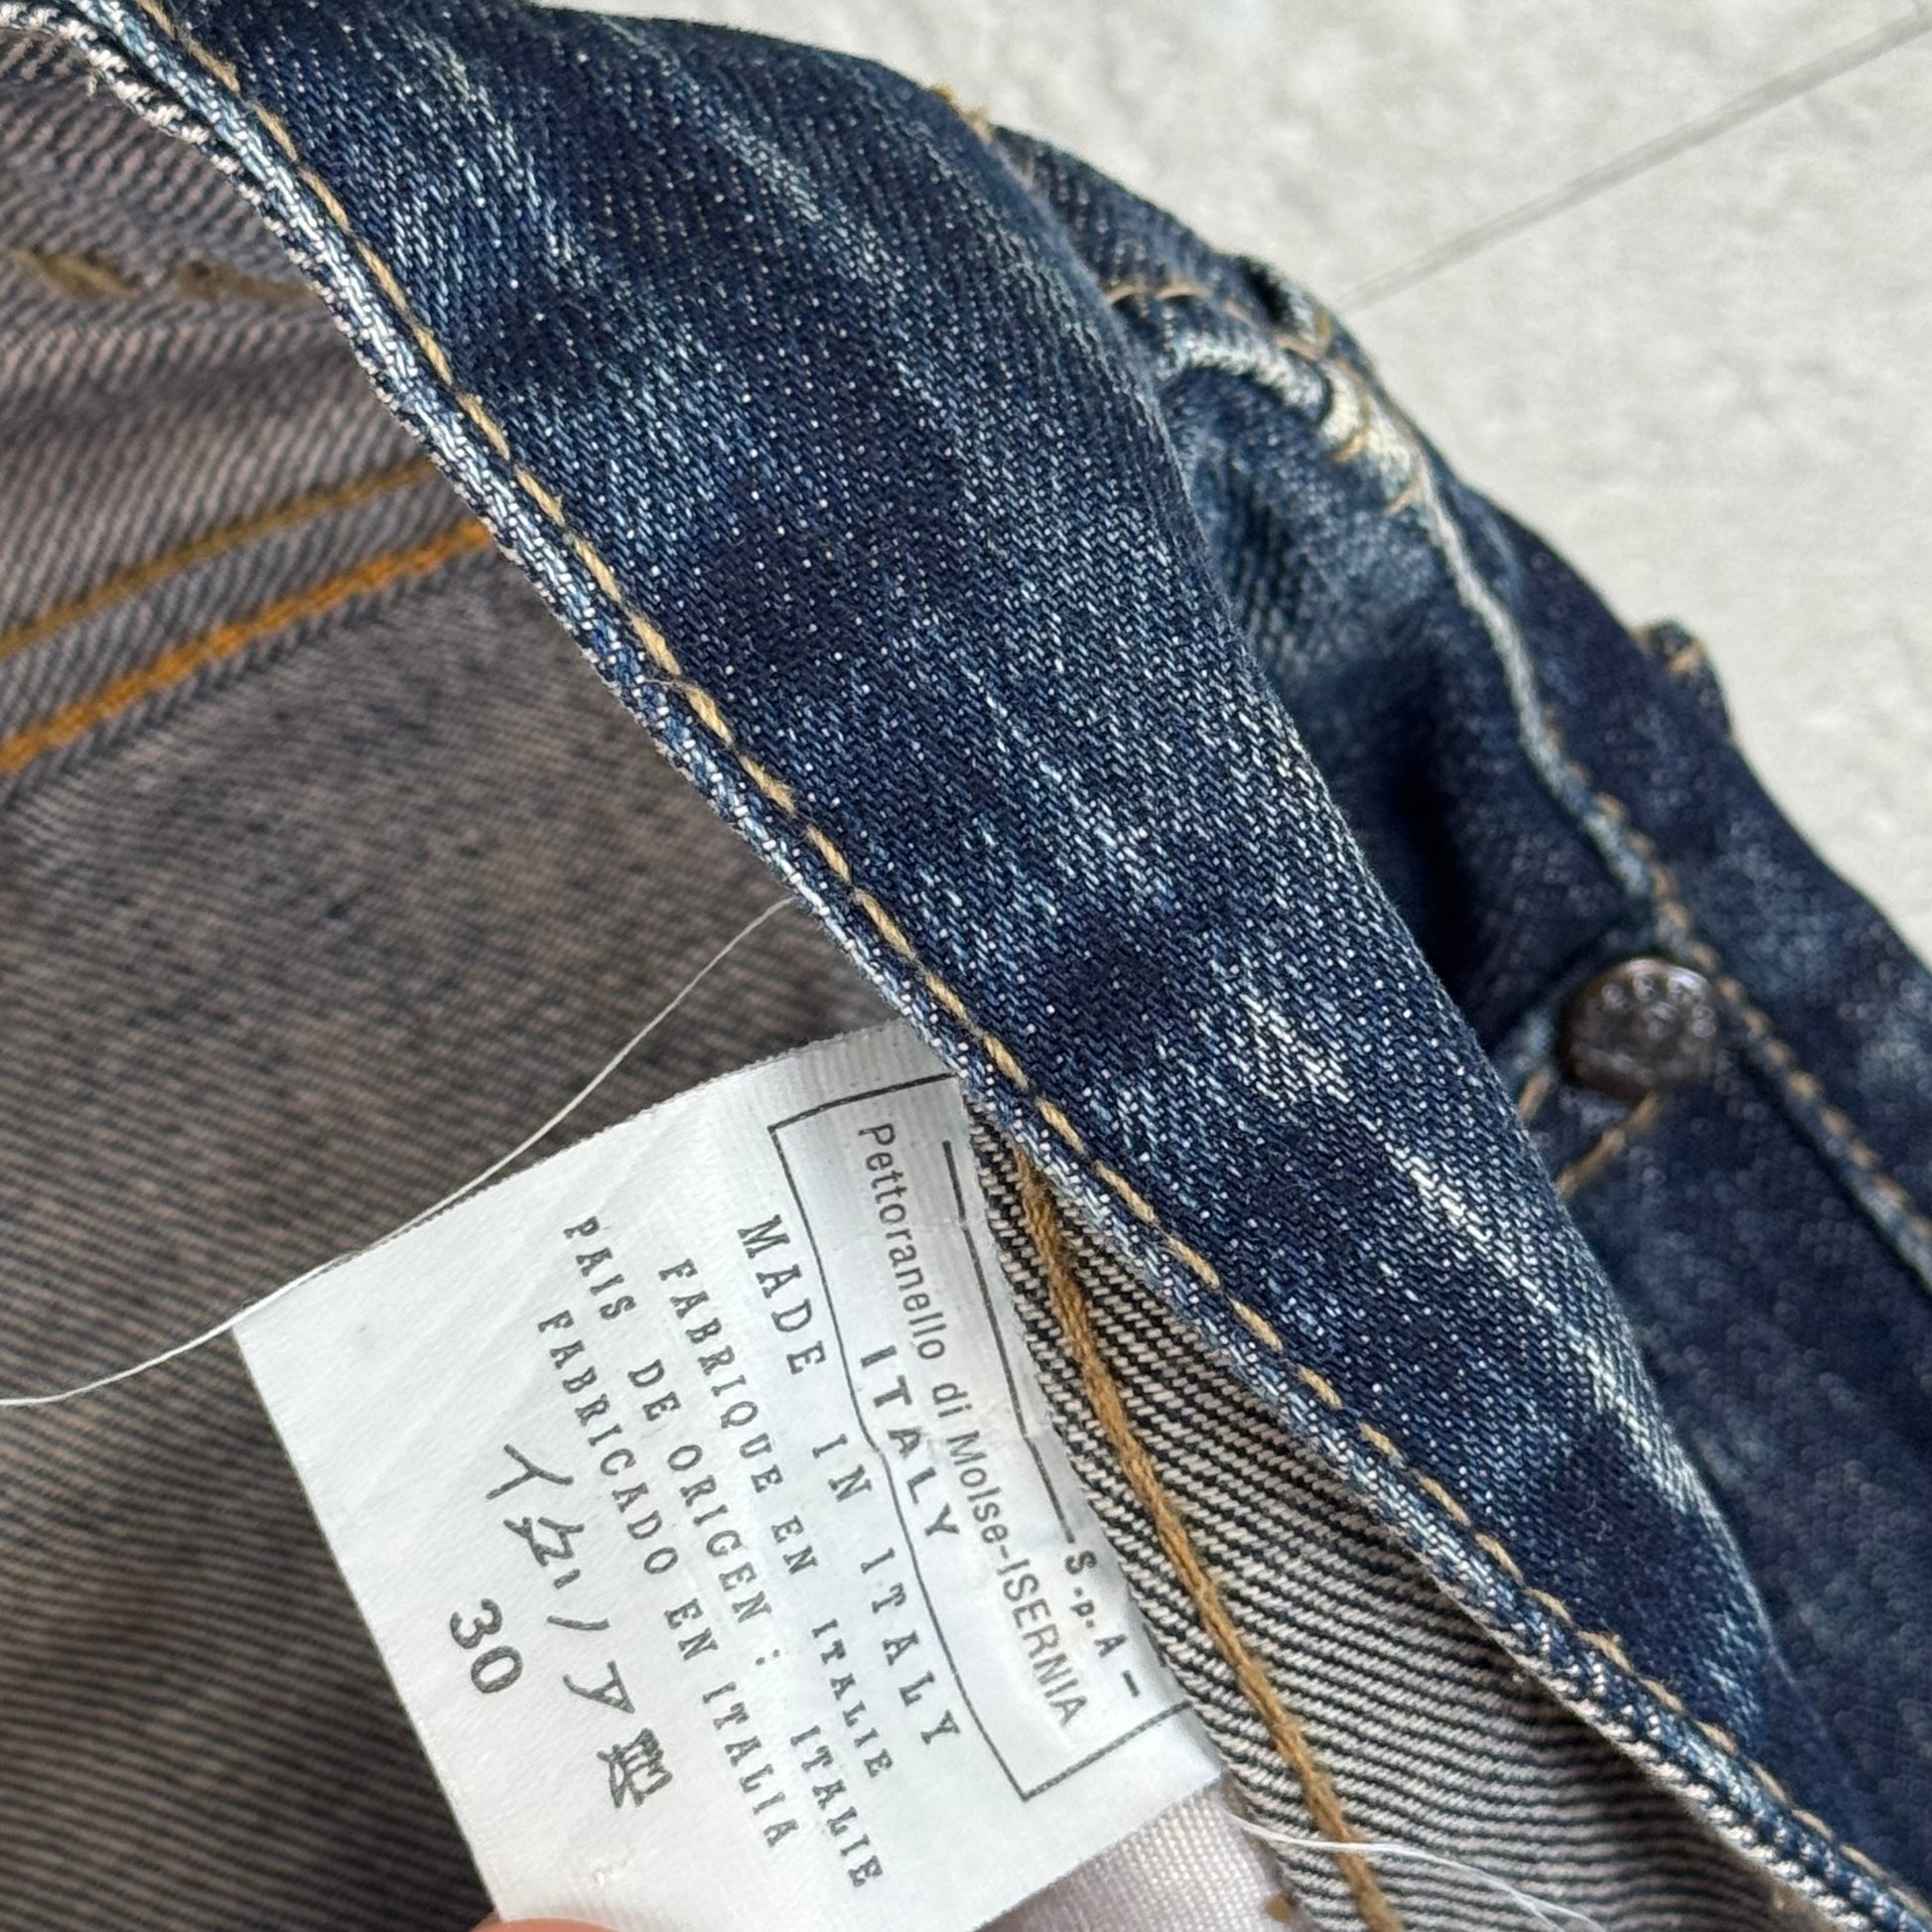 S.p.A-
Pettoranello di Molse-ISERNIA
ITALY
MADE IN ITALY
FABRIQUE EN ITALIE
PAIS DE ORIGEN: ITALIE
FABRICADO EN ITALIA
イタリア製
30